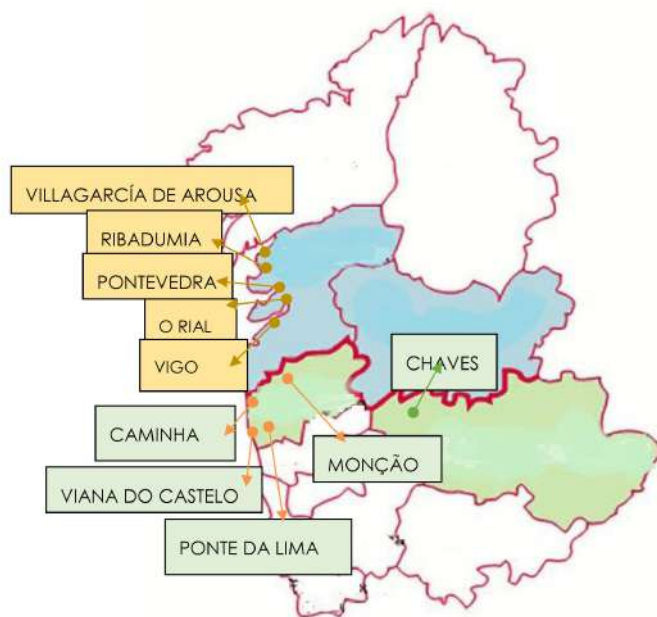 VILLAGARCÍA DE AROUSA
RIBADUMIA
PONTEVEDRA
O RIAL
VIGO
CHAVES
CAMINHA
MONÇÃO
VIANA DO CASTELO
PONTE DA LIMA